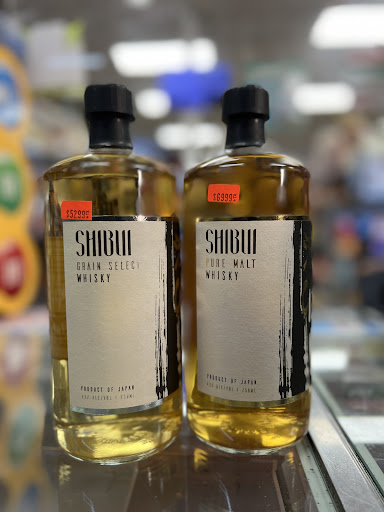 SHIBUI
GRAIN SELECT
WHISKY
PRODUCT OF JAPAN
SHIBUI
PURE MALT
WHISKY
PRODUCT OF JAPAN